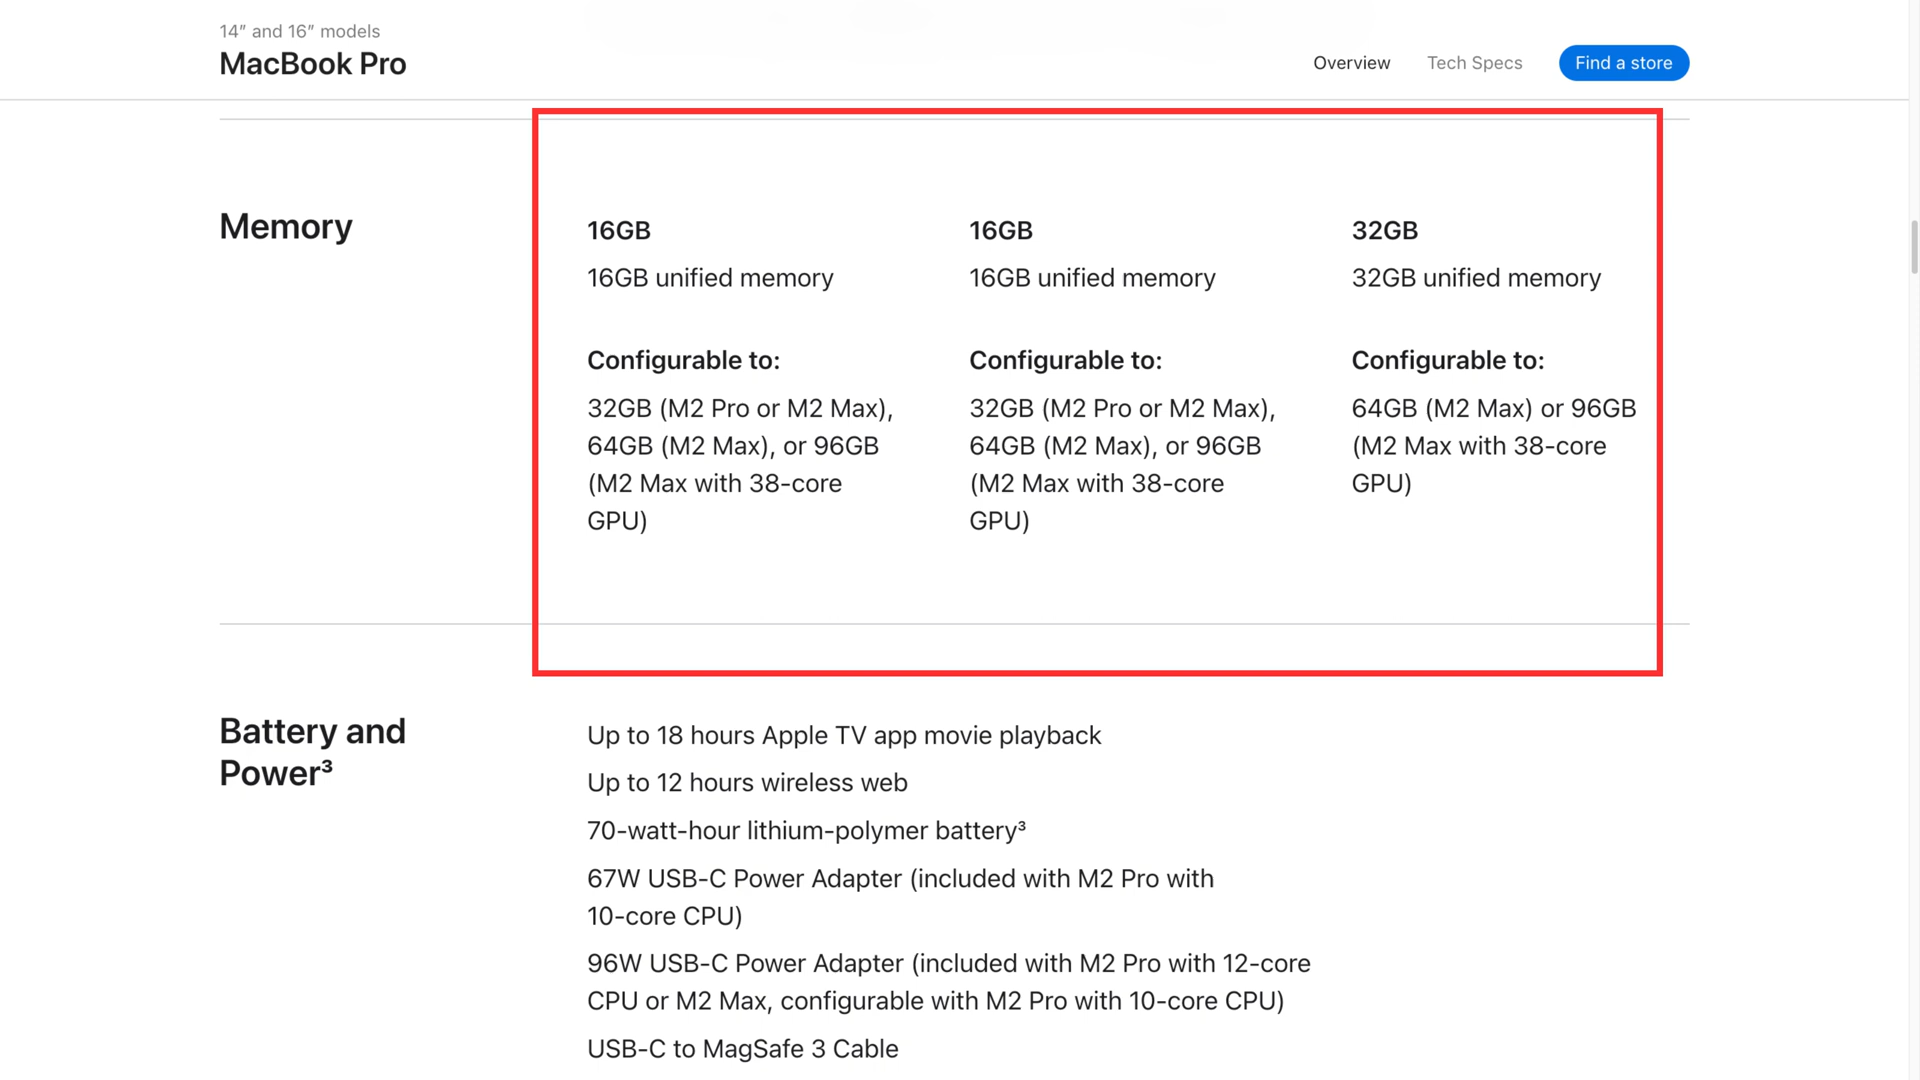 14″ and 16″ models
MacBook Pro
Overview
Tech Specs
Find a store
Memory
16GB
16GB unified memory
Configurable to:
32GB (M2 Pro or M2 Max),
64GB (M2 Max), or 96GB
(M2 Max with 38-core
GPU)
16GB
16GB unified memory
Configurable to:
32GB (M2 Pro or M2 Max),
64GB (M2 Max), or 96GB
(M2 Max with 38-core
GPU)
32GB
32GB unified memory
Configurable to:
64GB (M2 Max) or 96GB
(M2 Max with 38-core
GPU)
Battery and
Power³
Up to 18 hours Apple TV app movie playback
Up to 12 hours wireless web
70-watt-hour lithium-polymer battery³
67W USB-C Power Adapter (included with M2 Pro with
10-core CPU)
96W USB-C Power Adapter (included with M2 Pro with 12-core
CPU or M2 Max, configurable with M2 Pro with 10-core CPU)
USB-C to MagSafe 3 Cable